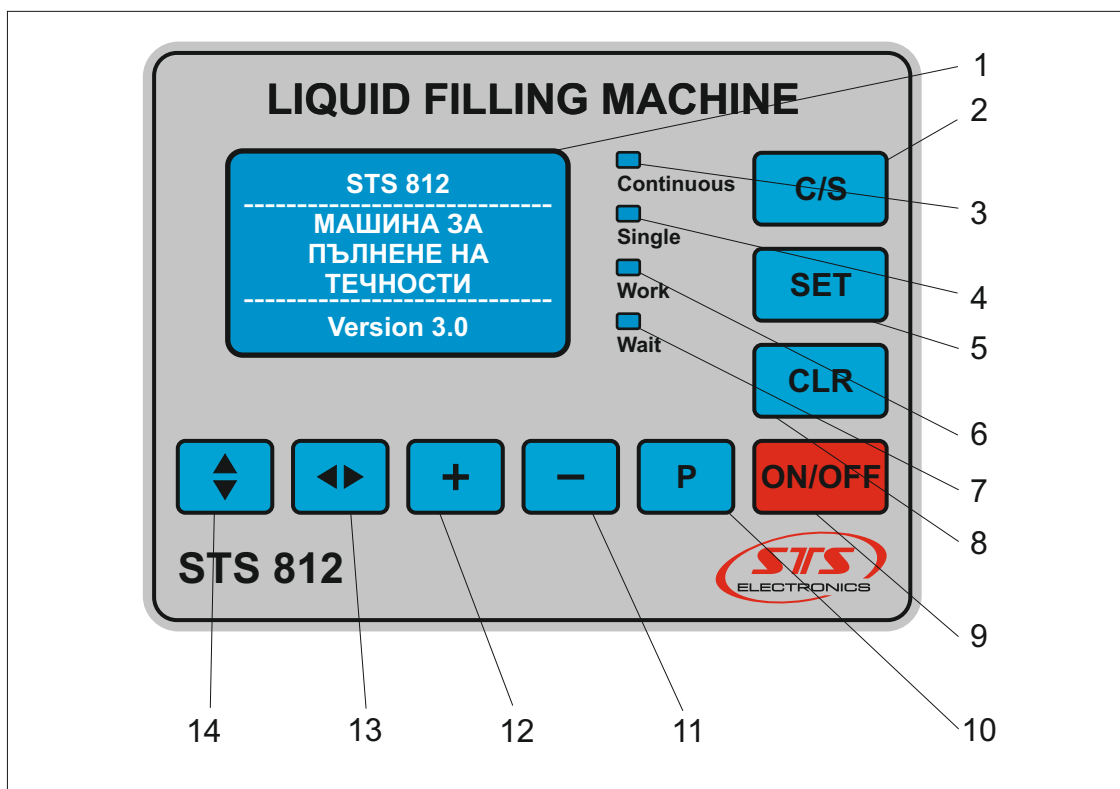 LIQUID FILLING MACHINE
STS 812
МАШИНА ЗА
ПЪЛНЕНЕ НА
ТЕЧНОСТИ
Version 3.0
Continuous
Single
Work
Wait
C/S
SET
CLR
+
−
P
ON/OFF
STS 812
STS
ELECTRONICS
1
2
3
4
5
6
7
8
9
10
11
12
13
14